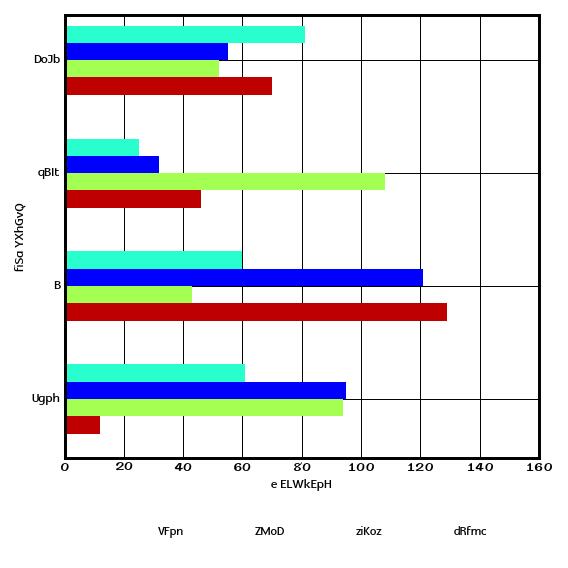 DoJb
qBIt
B
Ugph
fiSa YXhGvQ
0 20 40 60 80 100 120 140 160
e ELWkEpH
VFpn ZMoD ziKoz dRfmc